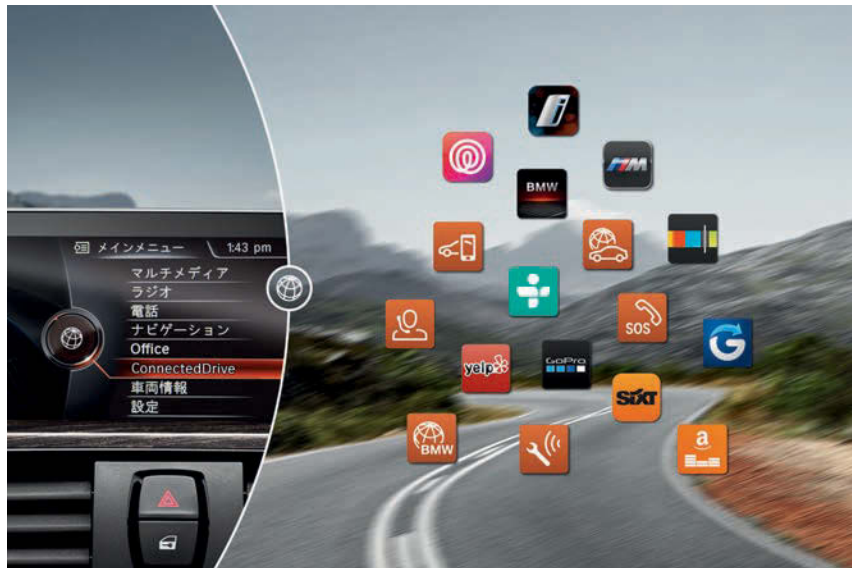 メインメニュー
1:43 pm
マルチメディア
ラジオ
電話
ナビゲーション
Office
ConnectedDrive
車両情報
設定
i
M
BMW
SOS
yelp
GoPro
G
SIXT
BMW
a